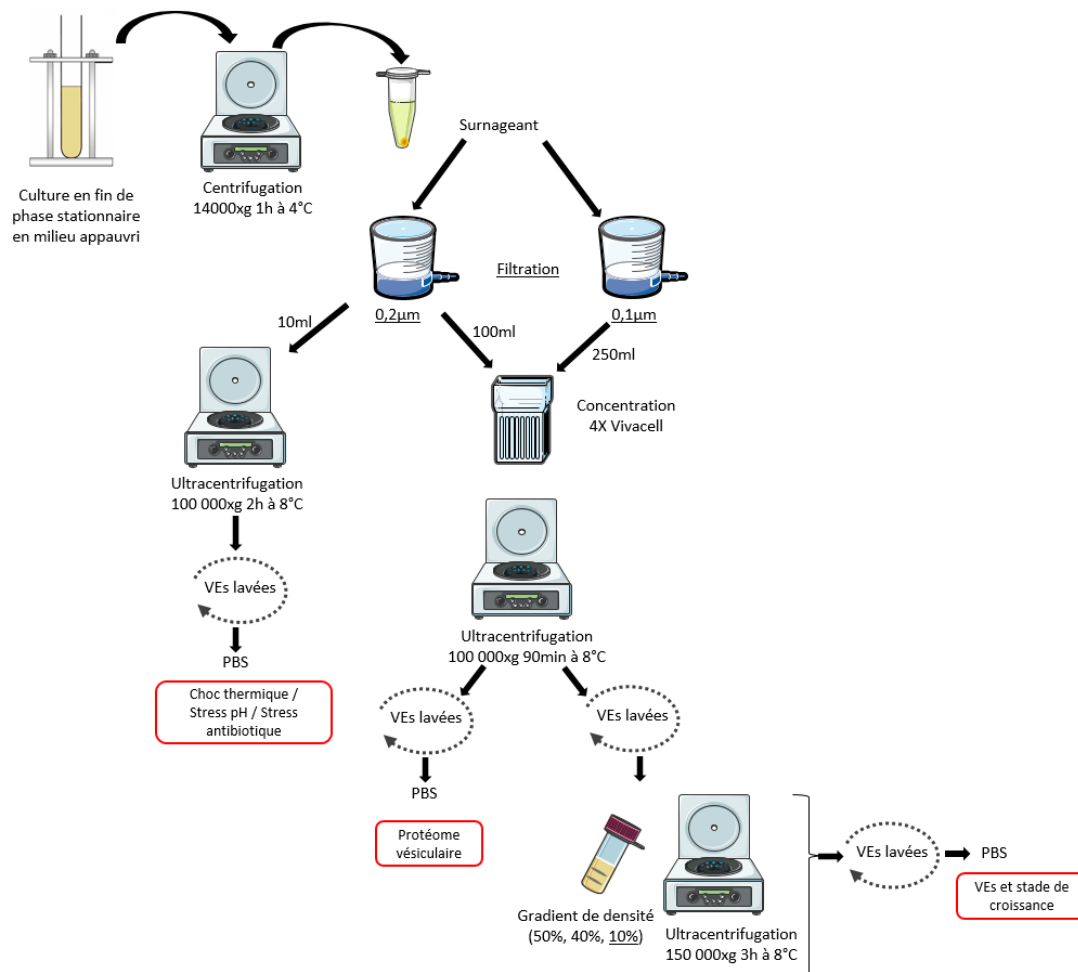 Culture en fin de
phase stationnaire
en milieu appauvri
Centrifugation
14000xg 1h à 4°C
Surnageant
Filtration
0,2µm
0,1µm
10ml
100ml
250ml
Concentration
4X Vivacell
Ultracentrifugation
100 000xg 2h à 8°C
VEs lavées
PBS
Choc thermique /
Stress pH / Stress
antibiotique
Ultracentrifugation
100 000xg 90min à 8°C
VEs lavées
PBS
Protéome
vésiculaire
VEs lavées
Gradient de densité
(50%, 40%, 10%)
Ultracentrifugation
150 000xg 3h à 8°C
VEs lavées
PBS
VEs et stade de
croissance